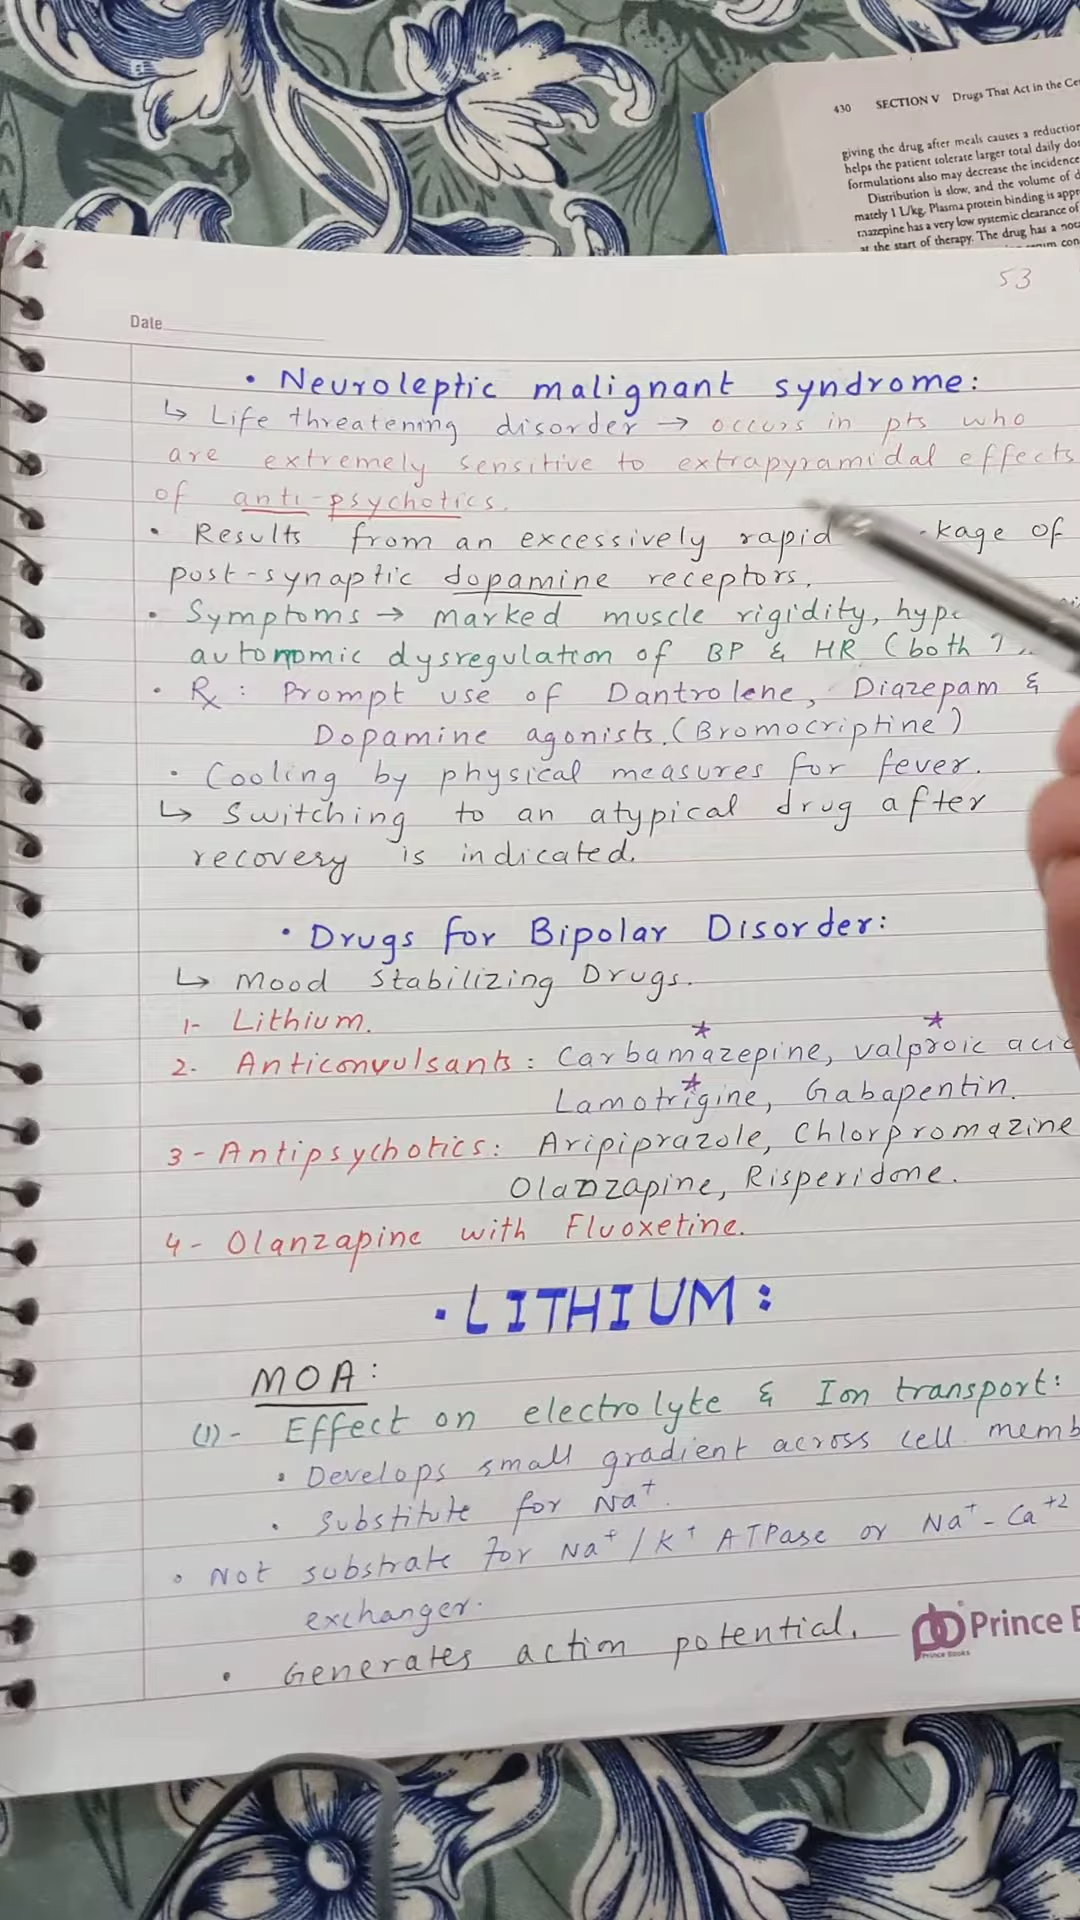 430 SECTION V Drugs That Act in the
giving the drug after meals causes a reduction
helps the patient tolerate larger total daily
formulations also may decrease the incidence
Distribution is slow, and the volume of
mately 1 L/kg. Plasma protein binding is
has a very low systemic clearance of
at the start of therapy. The drug has a
53
Date
• Neuroleptic malignant syndrome:
↳ Life threatening disorder → occurs in pts who
are extremely sensitive to extrapyramidal effects
of anti-psychotics.
• Results from an excessively rapid kage of
post-synaptic dopamine receptors.
• Symptoms → marked muscle rigidity, hype
autonomic dysregulation of BP & HR (both ↑
• Rx : Prompt use of Dantrolene, Diazepam &
Dopamine agonists. (Bromocriptine)
• Cooling by physical measures for fever.
↳ Switching to an atypical drug after
recovery is indicated.
• Drugs for Bipolar Disorder:
↳ Mood Stabilizing Drugs.
1- Lithium.
2. Anticonvulsants: Carbamazepine, valproic aci
Lamotrigine, Gabapentin.
3 - Antipsychotics: Aripiprazole, Chlorpromazine
Olanzapine, Risperidone.
4 - Olanzapine with Fluoxetine.
• LITHIUM:
MOA:
(1)- Effect on electrolyte & Ion transport:
• Develops small gradient across cell memb
• Substitute for Na⁺.
• Not substrate for Na⁺/K⁺ ATPase or Na⁺-Ca⁺²
exchanger.
• Generates action potential.
Prince B
Prince Books